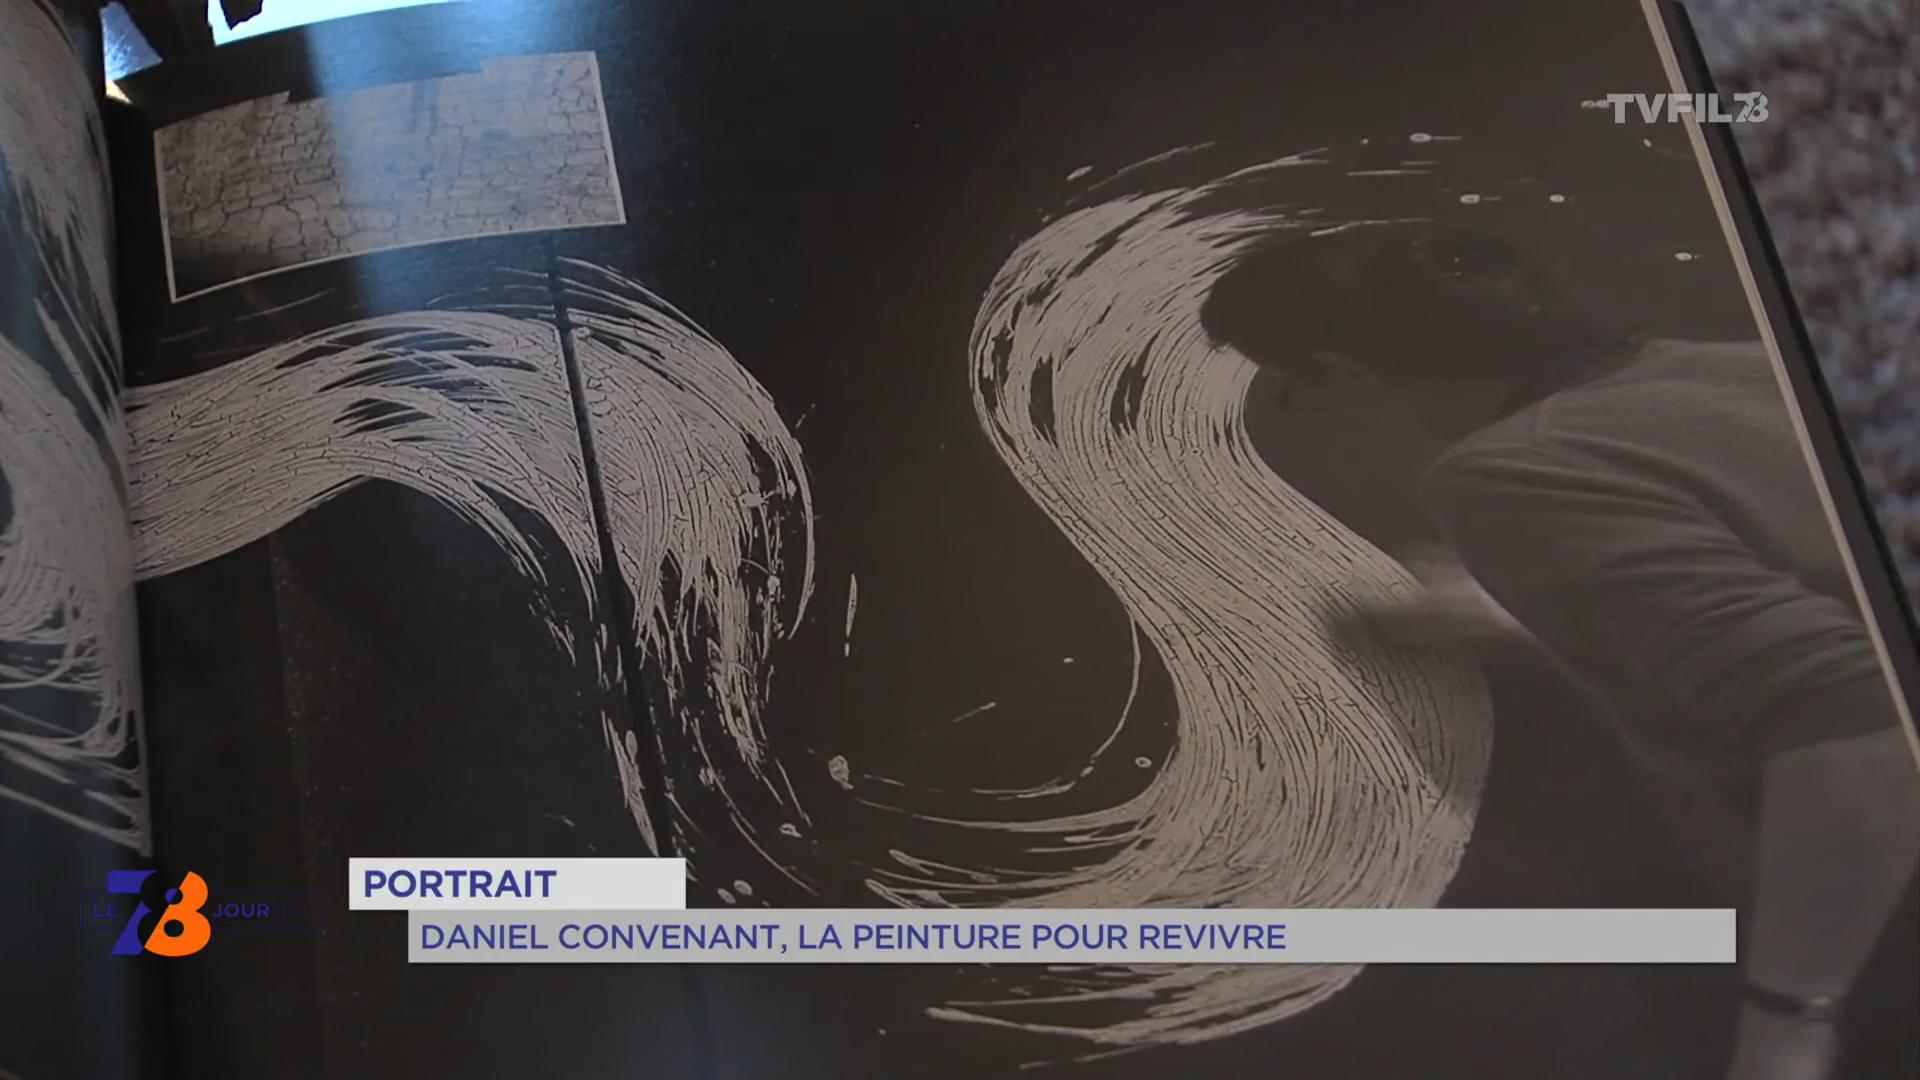 TVFIL78
PORTRAIT
LE 78 JOUR
DANIEL CONVENANT, LA PEINTURE POUR REVIVRE